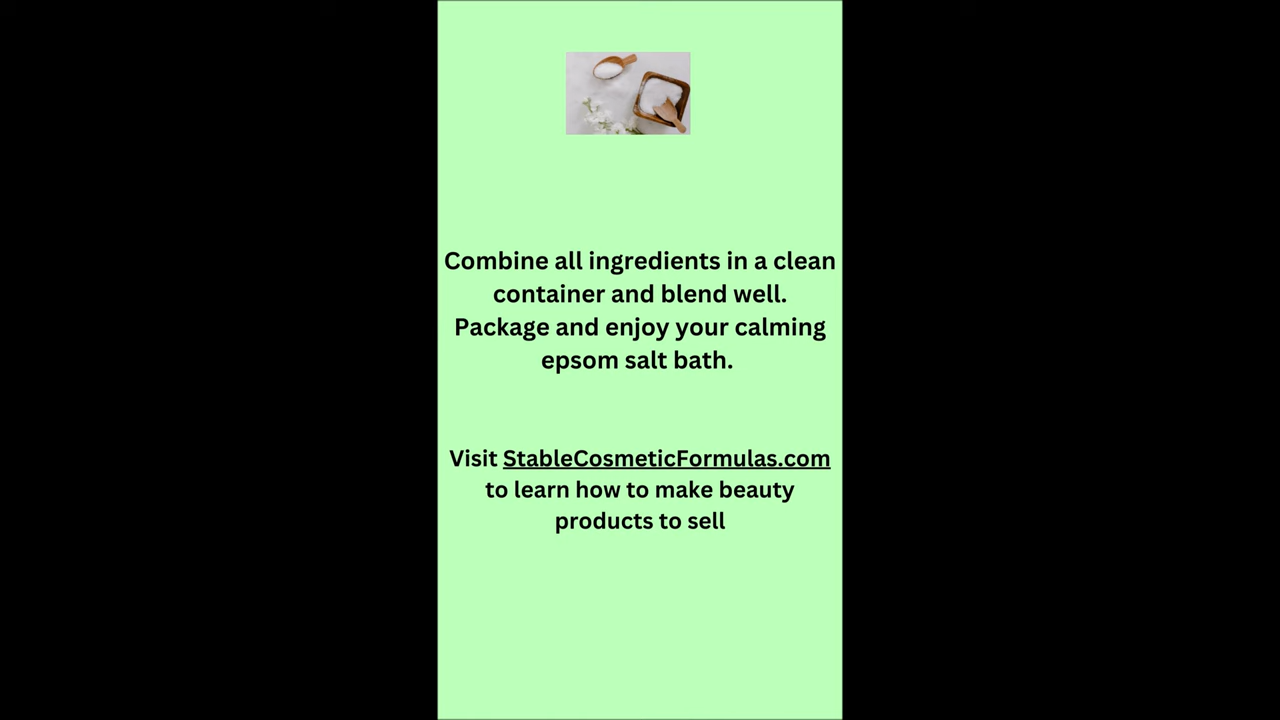 Combine all ingredients in a clean
container and blend well.
Package and enjoy your calming
epsom salt bath.
Visit StableCosmeticFormulas.com
to learn how to make beauty
products to sell